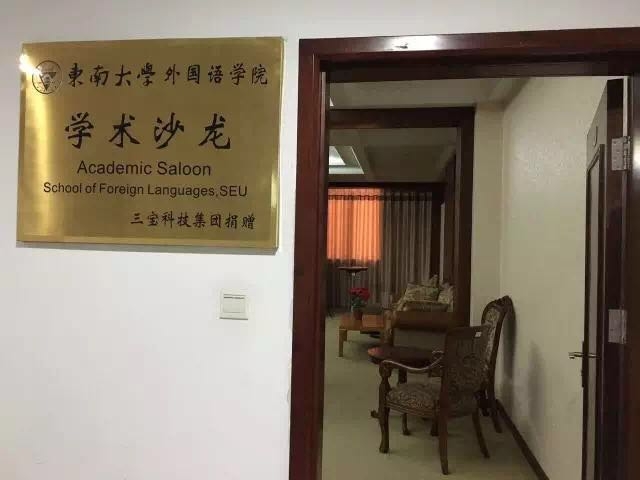 東南大學外国语学院
学术沙龙
Academic Saloon
School of Foreign Languages,SEU
三宝科技集团捐赠